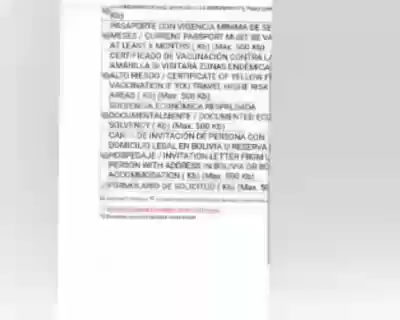 Kb)
PASAPORTE CON VIGENCIA MINIMA DE SE
MESES / CURRENT PASSPORT MUST BE VA
AT LEAST 6 MONTHS ( Kb) (Max. 500 Kb)
CERTIFICADO DE VACUNACIÓN CONTRA LA
AMARILLA SI VISITARÁ ZONAS ENDÉMICA
ALTO RIESGO / CERTIFICATE OF YELLOW F
VACCINATION IF YOU TRAVEL HIGHE RISK
AREAS ( Kb) (Max. 500 Kb)
SOLVENCIA ECONÓMICA RESPALDADA
DOCUMENTALMENTE / DOCUMENTED ECO
SOLVENCY ( Kb) (Max. 500 Kb)
DE INVITACIÓN DE PERSONA CON
DOMICILIO LEGAL EN BOLIVIA O RESERVA
HOSPEDAJE / INVITATION LETTER FROM
PERSON WITH ADDRESS IN BOLIVIA OR
ACCOMMODATION ( Kb) (Max. 500 Kb)
FORMULARIO DE SOLICITUD ( Kb) (Max. 50